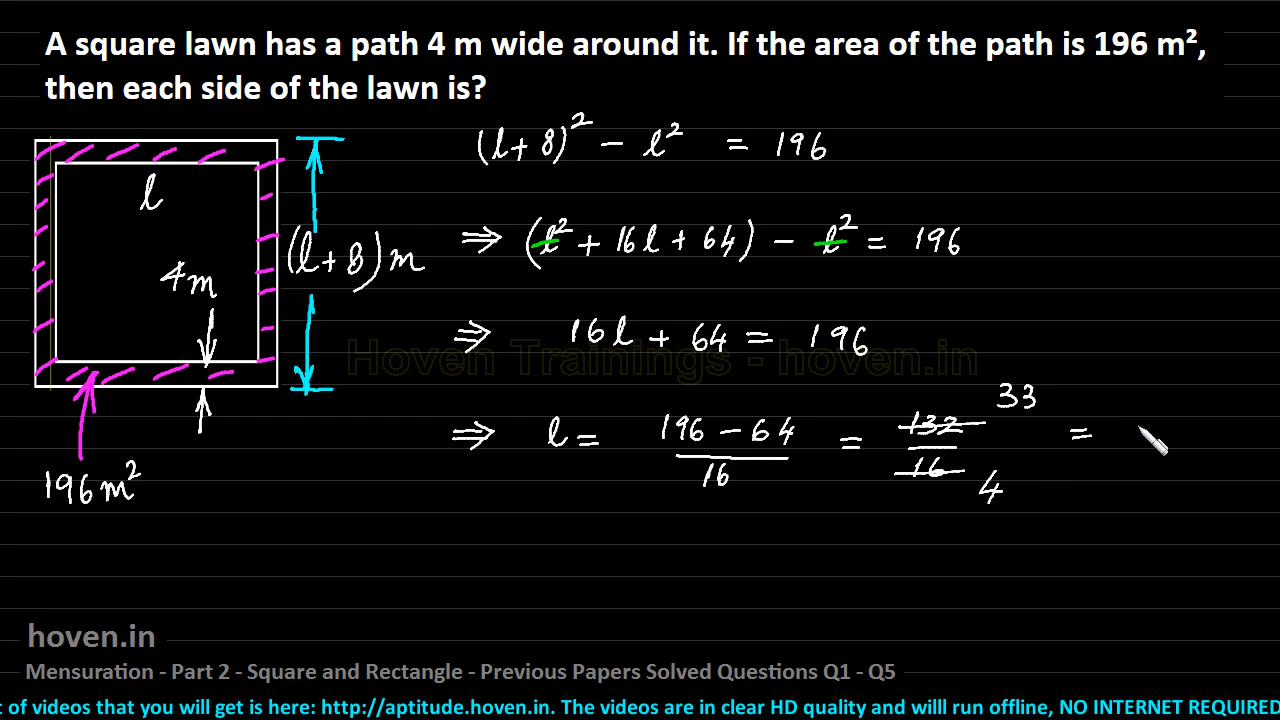 A square lawn has a path 4 m wide around it. If the area of the path is 196 m²,
then each side of the lawn is?
(l + 8)² − l² = 196
l
⇒ (l² + 16l + 64) − l² = 196
(l+8)m
4m
⇒ 16l + 64 = 196
Hoven Trainings - hoven.in
⇒ l = 196 − 64 / 16 = 132 / 16 33 4 =
196m²
hoven.in
Mensuration - Part 2 - Square and Rectangle - Previous Papers Solved Questions Q1 - Q5
t of videos that you will get is here: http://aptitude.hoven.in. The videos are in clear HD quality and willl run offline, NO INTERNET REQUIRED